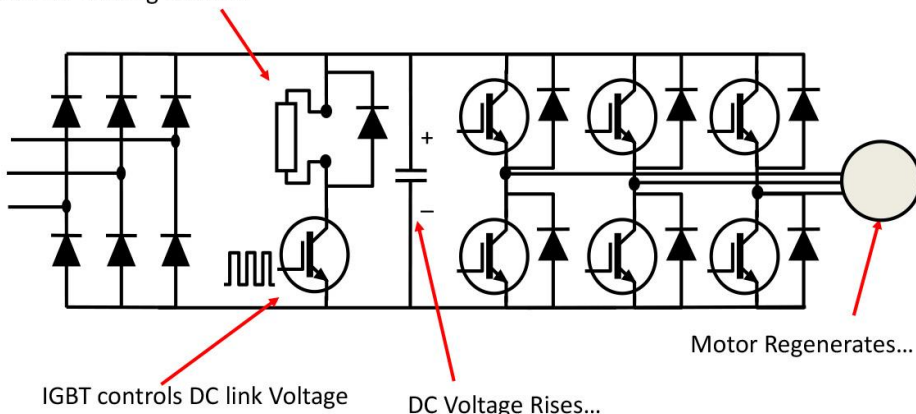 +
–
Motor Regenerates...
IGBT controls DC link Voltage
DC Voltage Rises...